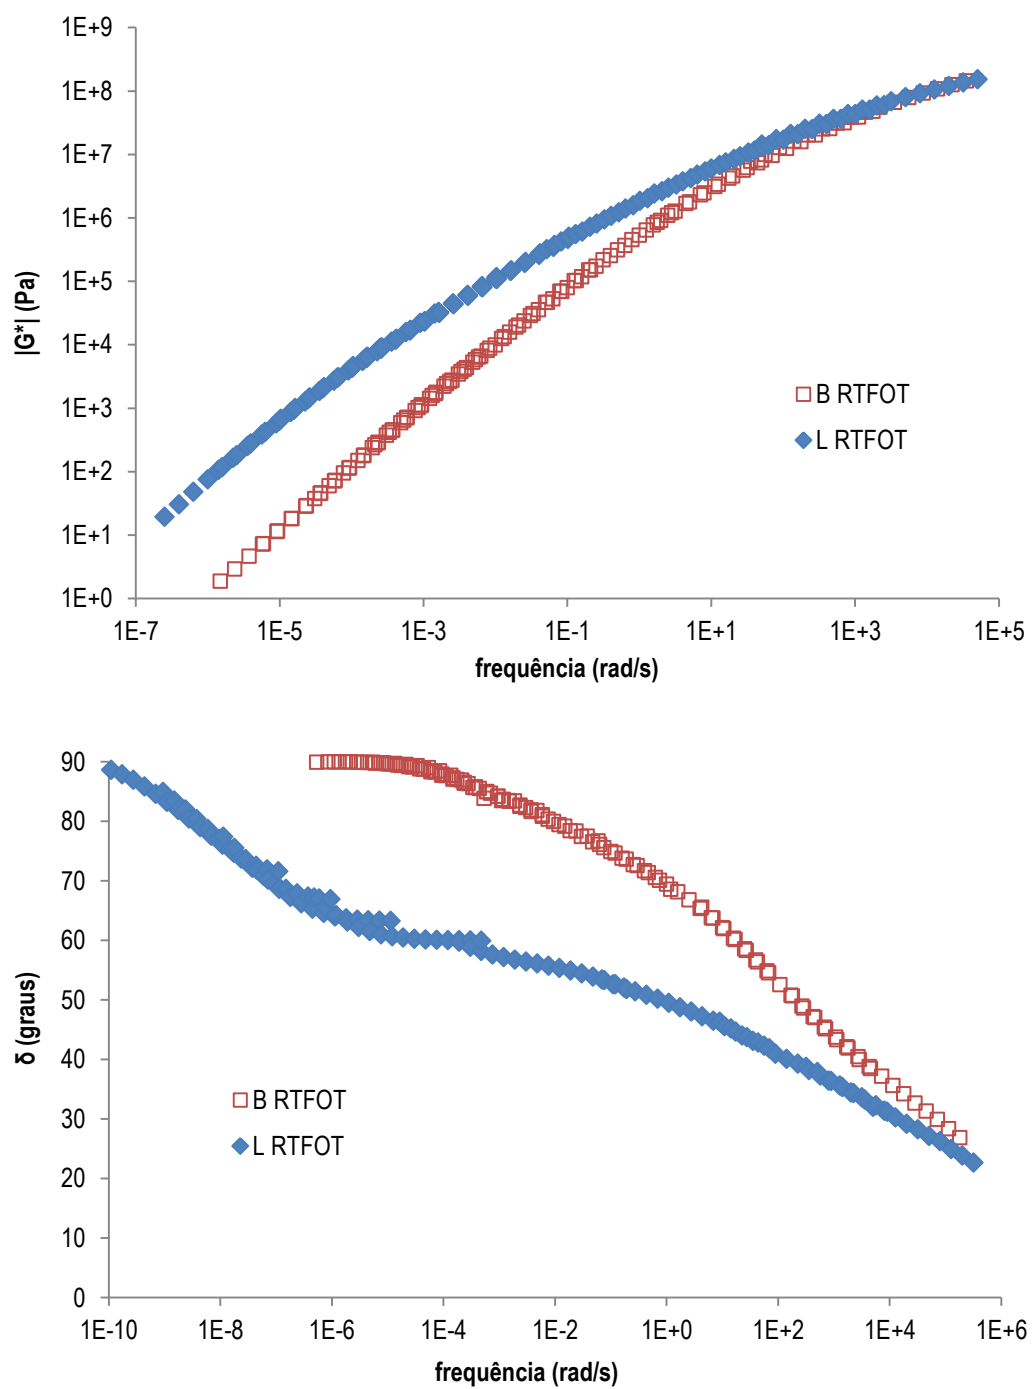 1E+9
1E+8
1E+7
1E+6
1E+5
1E+4
1E+3
1E+2
1E+1
1E+0
|G*| (Pa)
B RTFOT
L RTFOT
1E-7 1E-5 1E-3 1E-1 1E+1 1E+3 1E+5
frequência (rad/s)
90
80
70
60
50
40
30
20
10
0
δ (graus)
B RTFOT
L RTFOT
1E-10 1E-8 1E-6 1E-4 1E-2 1E+0 1E+2 1E+4 1E+6
frequência (rad/s)